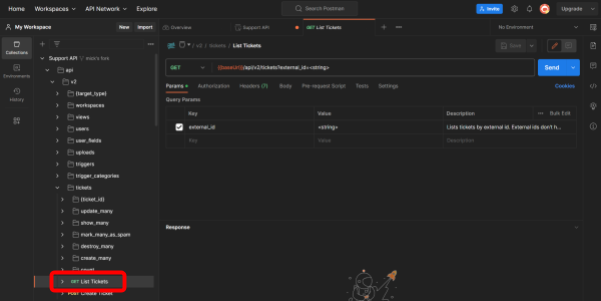 Home Workspaces API Network Explore Search Postman Invite Upgrade
My Workspace New Import Overview Support API GET List Tickets No Environment
Collections
Environments
History
Support API
api
v2
{target_type}
workspaces
views
users
user_fields
uploads
triggers
trigger_categories
tickets
{ticket_id}
update_many
show_many
mark_many_as_spam
destroy_many
create_many
GET List Tickets
POST Create Ticket
/ v2 / tickets / List Tickets Save
GET {{baseUrl}}/api/v2/tickets?external_id=<string> Send
Params Authorization Headers (7) Body Pre-request Script Tests Settings Cookies
Query Params
Key Value Description Bulk Edit
external_id <string> Lists tickets by external id. External ids don't h...
Key Value Description
Response